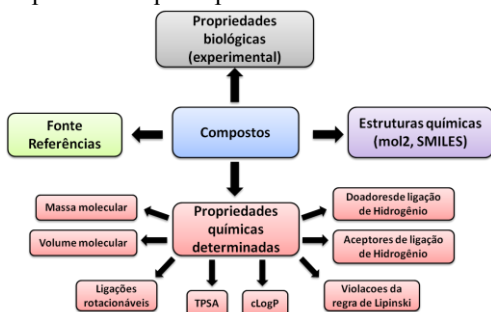 Propriedades
biológicas
(experimental)
Fonte
Referências
Compostos
Estruturas químicas
(mol2, SMILES)
Massa molecular
Propriedades
químicas
determinadas
Doadoresde ligação
de Hidrogênio
Volume molecular
Aceptores de ligação
de Hidrogênio
Ligações
rotacionáveis
TPSA
cLogP
Violacoes da
regra de Lipinski